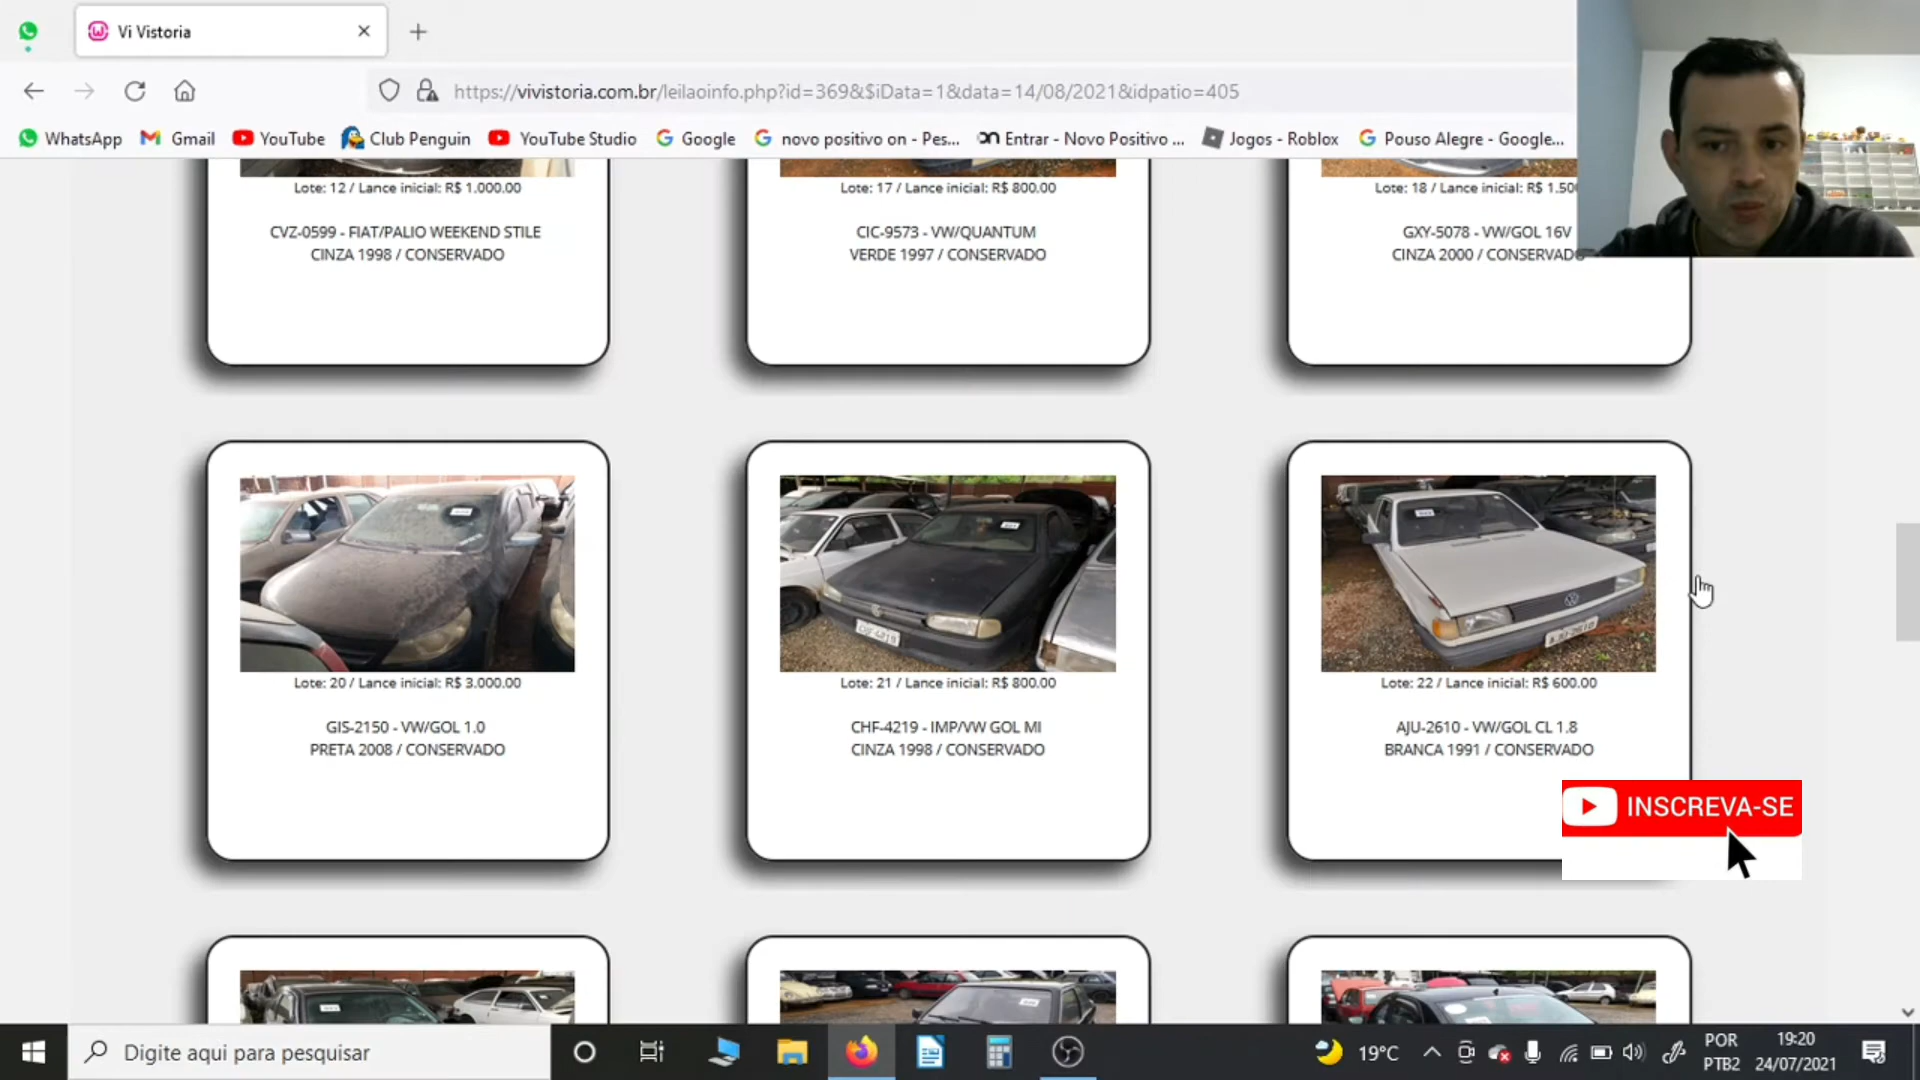 Vi Vistoria
https://vivistoria.com.br/leilaoinfo.php?id=369&$iData=1&data=14/08/2021&idpatio=405
WhatsApp Gmail YouTube Club Penguin YouTube Studio Google novo positivo on - Pes... Entrar - Novo Positivo ... Jogos - Roblox Pouso Alegre - Google...
Lote: 12 / Lance inicial: R$ 1.000.00 Lote: 17 / Lance inicial: R$ 800.00 Lote: 18 / Lance inicial: R$
CVZ-0599 - FIAT/PALIO WEEKEND STILE CIC-9573 - VW/QUANTUM GXY-5078 - VW/GOL 16V
CINZA 1998 / CONSERVADO VERDE 1997 / CONSERVADO CINZA 2000 / CONSERVADO
Lote: 20 / Lance inicial: R$ 3.000.00 Lote: 21 / Lance inicial: R$ 800.00 Lote: 22 / Lance inicial: R$ 600.00
GIS-2150 - VW/GOL 1.0 CHF-4219 - IMP/VW GOL MI AJU-2610 - VW/GOL CL 1.8
PRETA 2008 / CONSERVADO CINZA 1998 / CONSERVADO BRANCA 1991 / CONSERVADO
INSCREVA-SE
Digite aqui para pesquisar 19°C POR 19:20
PTB2 24/07/2021